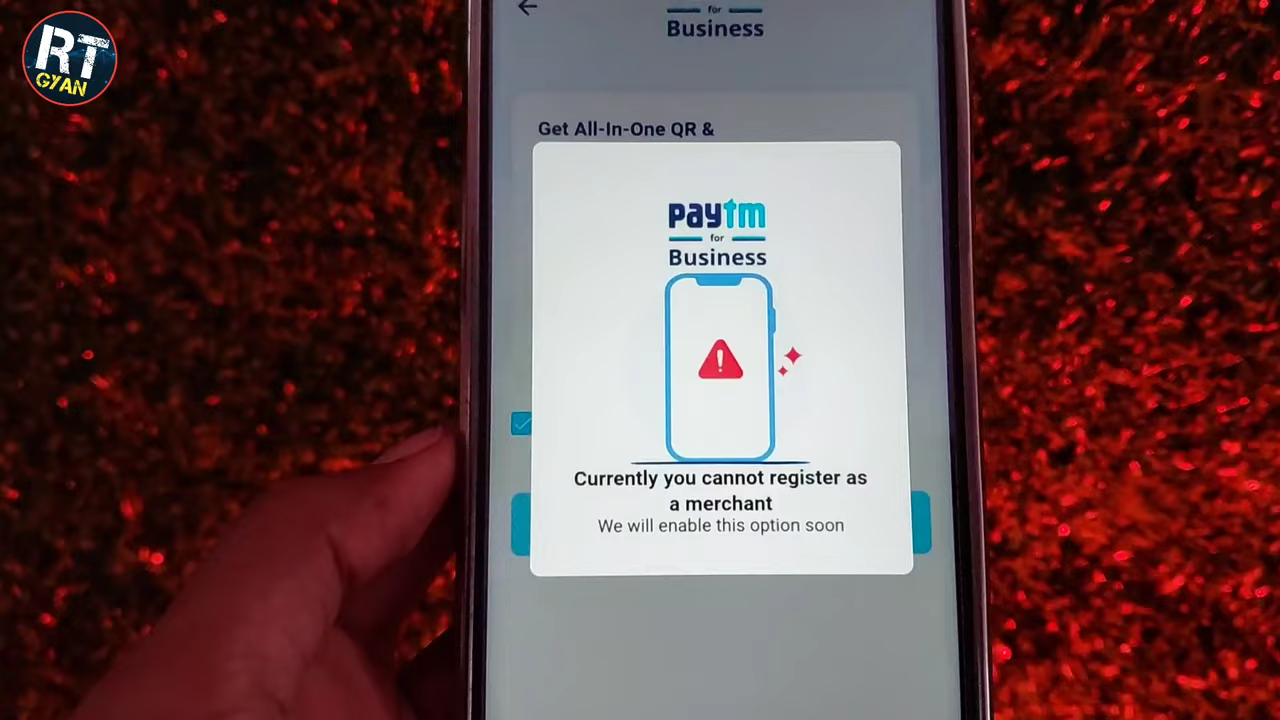 RT
GYAN
for
Business
Get All-In-One QR &
paytm
for
Business
Currently you cannot register as
a merchant
We will enable this option soon